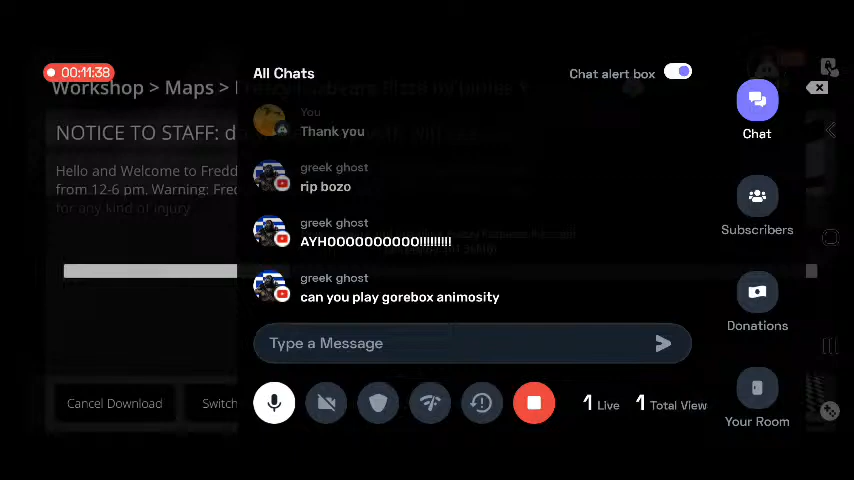 00:11:38
All Chats
Chat alert box
Workshop > Maps >
NOTICE TO STAFF: d
Hello and Welcome to Fredd
from 12-6 pm. Warning: Fred
for any kind of injury
You
Thank you
greek ghost
rip bozo
greek ghost
AYHOOOOOOOOOO!!!!!!!!!
greek ghost
can you play gorebox animosity
Type a Message
Cancel Download
Switch
1 Live
1 Total View
Chat
Subscribers
Donations
Your Room